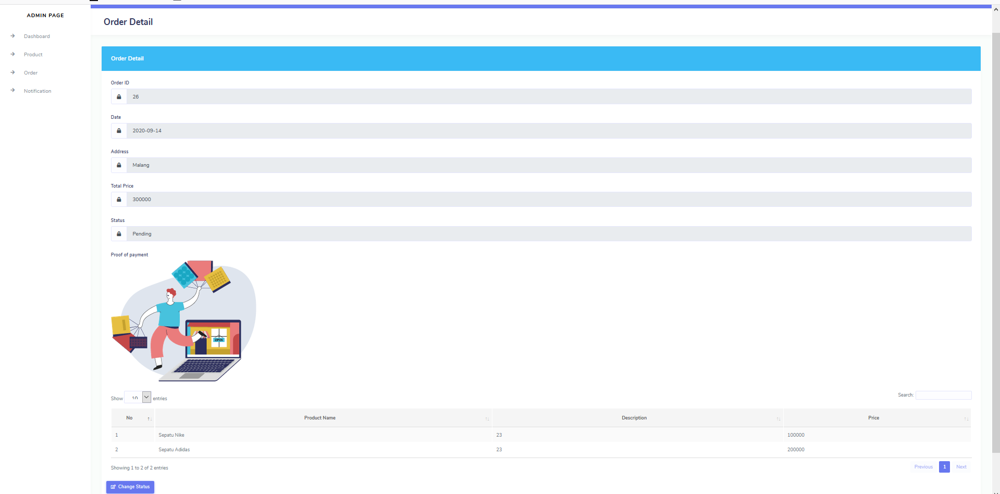 ADMIN PAGE
Dashboard
Product
Order
Notification
Order Detail
Order Detail
Order ID
26
Date
2020-09-14
Address
Malang
Total Price
300000
Status
Pending
Proof of payment
OPEN
Show 10 entries
Search:
No Product Name Description Price
1 Sepatu Nike 23 100000
2 Sepatu Adidas 23 200000
Showing 1 to 2 of 2 entries
Previous 1 Next
Change Status